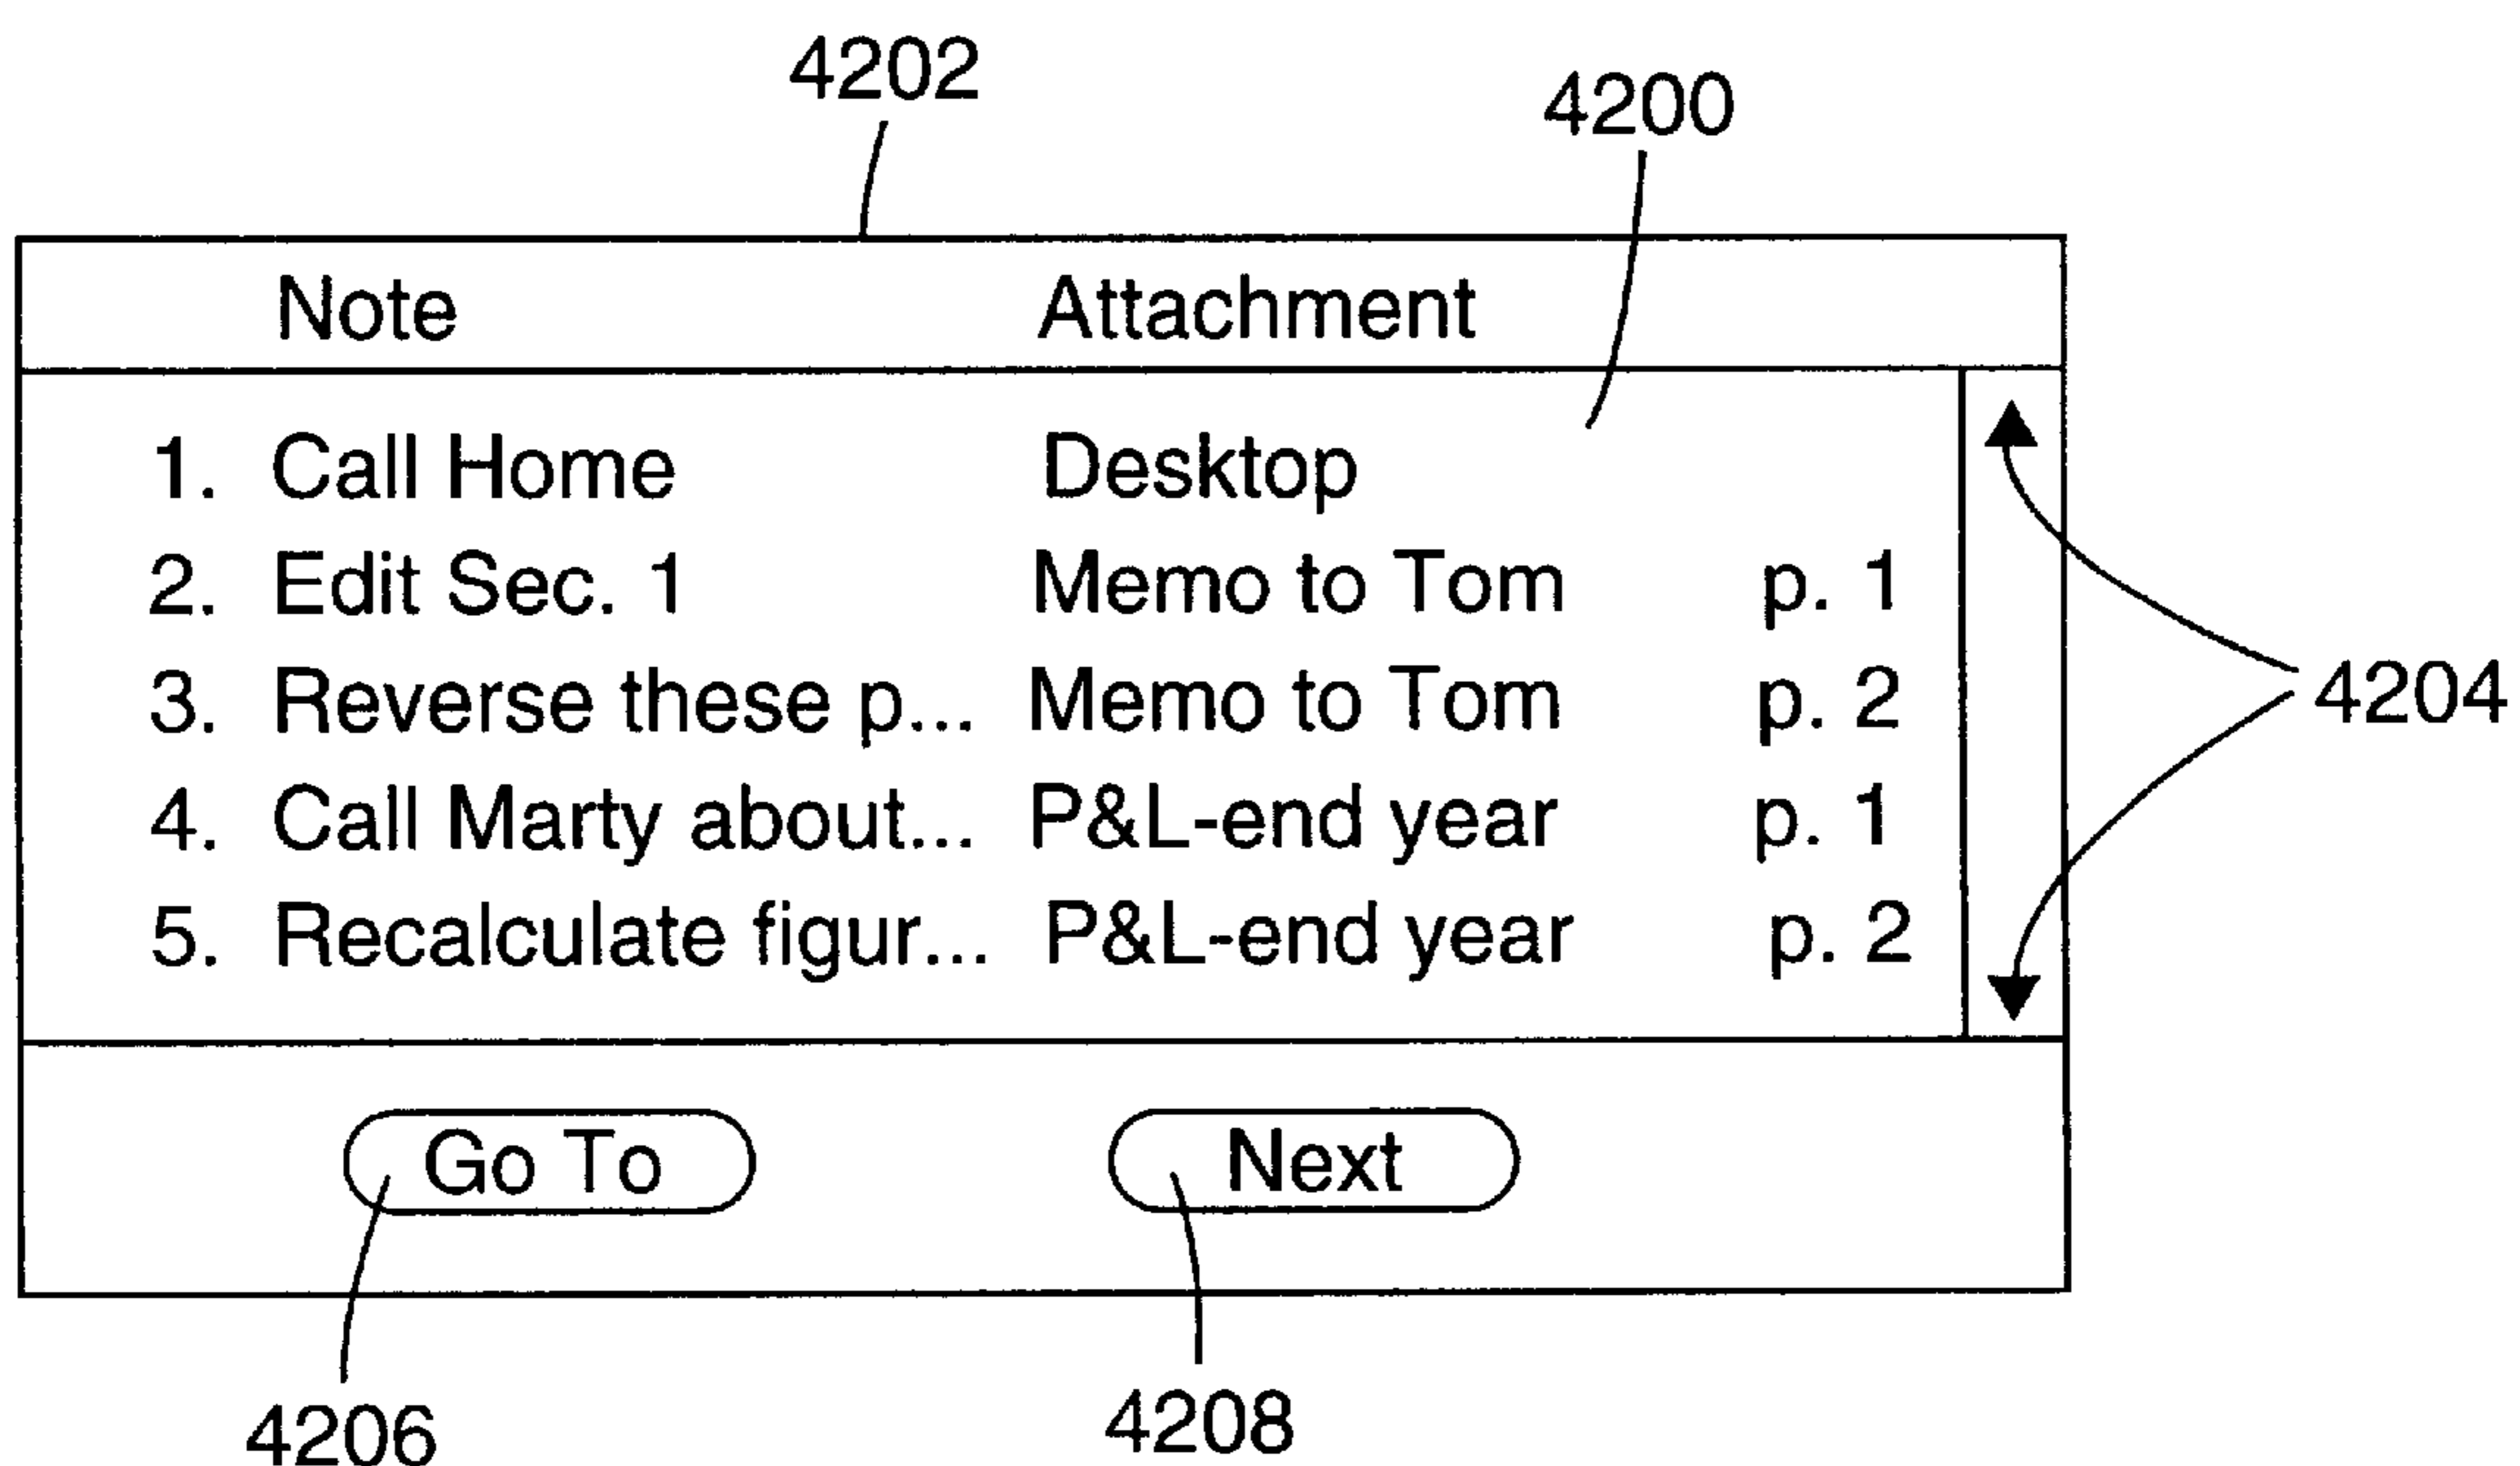 4202
4200
Note Attachment
1. Call Home Desktop
2. Edit Sec. 1 Memo to Tom p. 1
3. Reverse these p... Memo to Tom p. 2
4204
4. Call Marty about... P&L-end year p. 1
5. Recalculate figur... P&L-end year p. 2
Go To Next
4206 4208